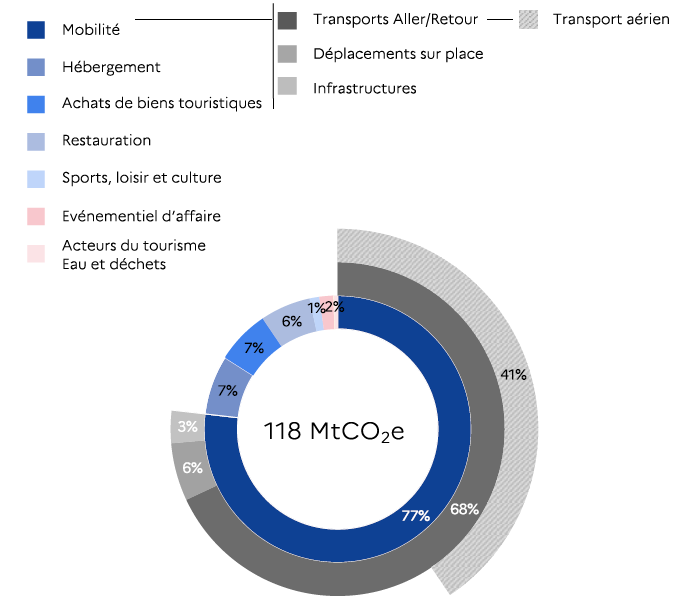 Mobilité
Hébergement
Achats de biens touristiques
Restauration
Sports, loisir et culture
Evénementiel d’affaire
Acteurs du tourisme
Eau et déchets
Transports Aller/Retour
Déplacements sur place
Infrastructures
Transport aérien
1%
2%
6%
7%
7%
3%
6%
41%
68%
77%
118 MtCO₂e